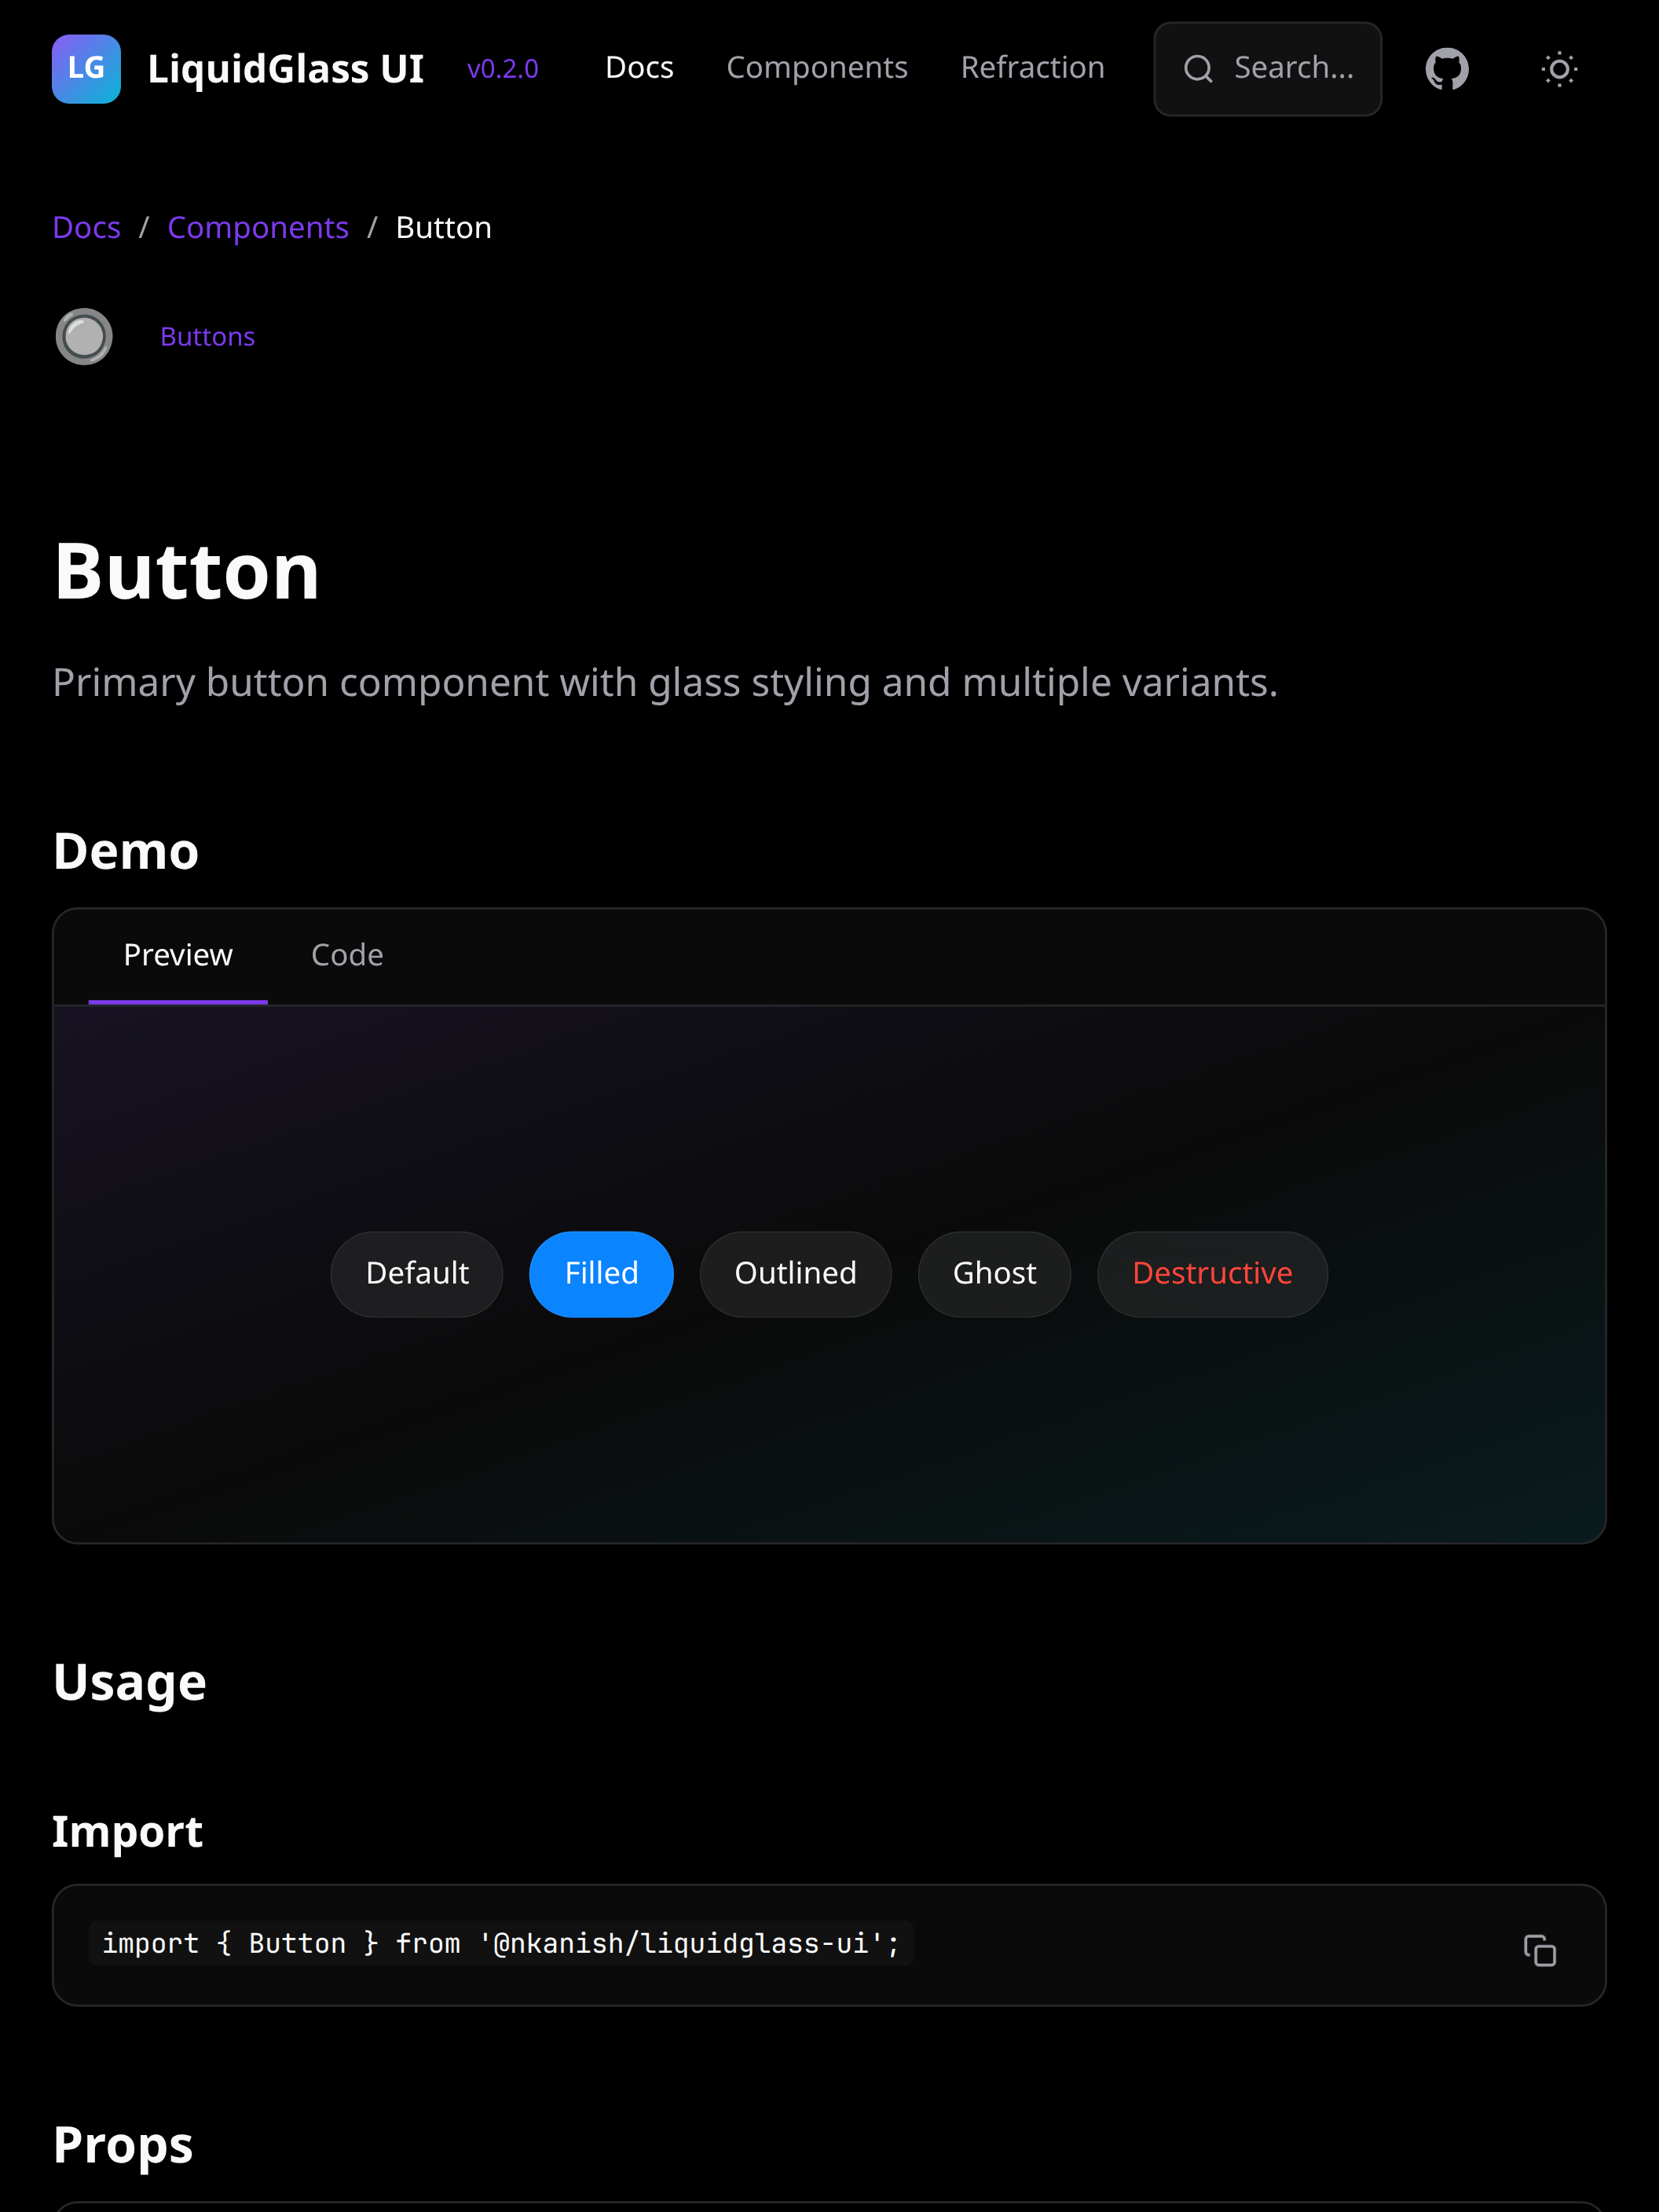 LG LiquidGlass UI v0.2.0 Docs Components Refraction Search...
Docs / Components / Button
Buttons
Button
Primary button component with glass styling and multiple variants.
Demo
Preview Code
Default Filled Outlined Ghost Destructive
Usage
Import
import { Button } from '@nkanish/liquidglass-ui';
Props